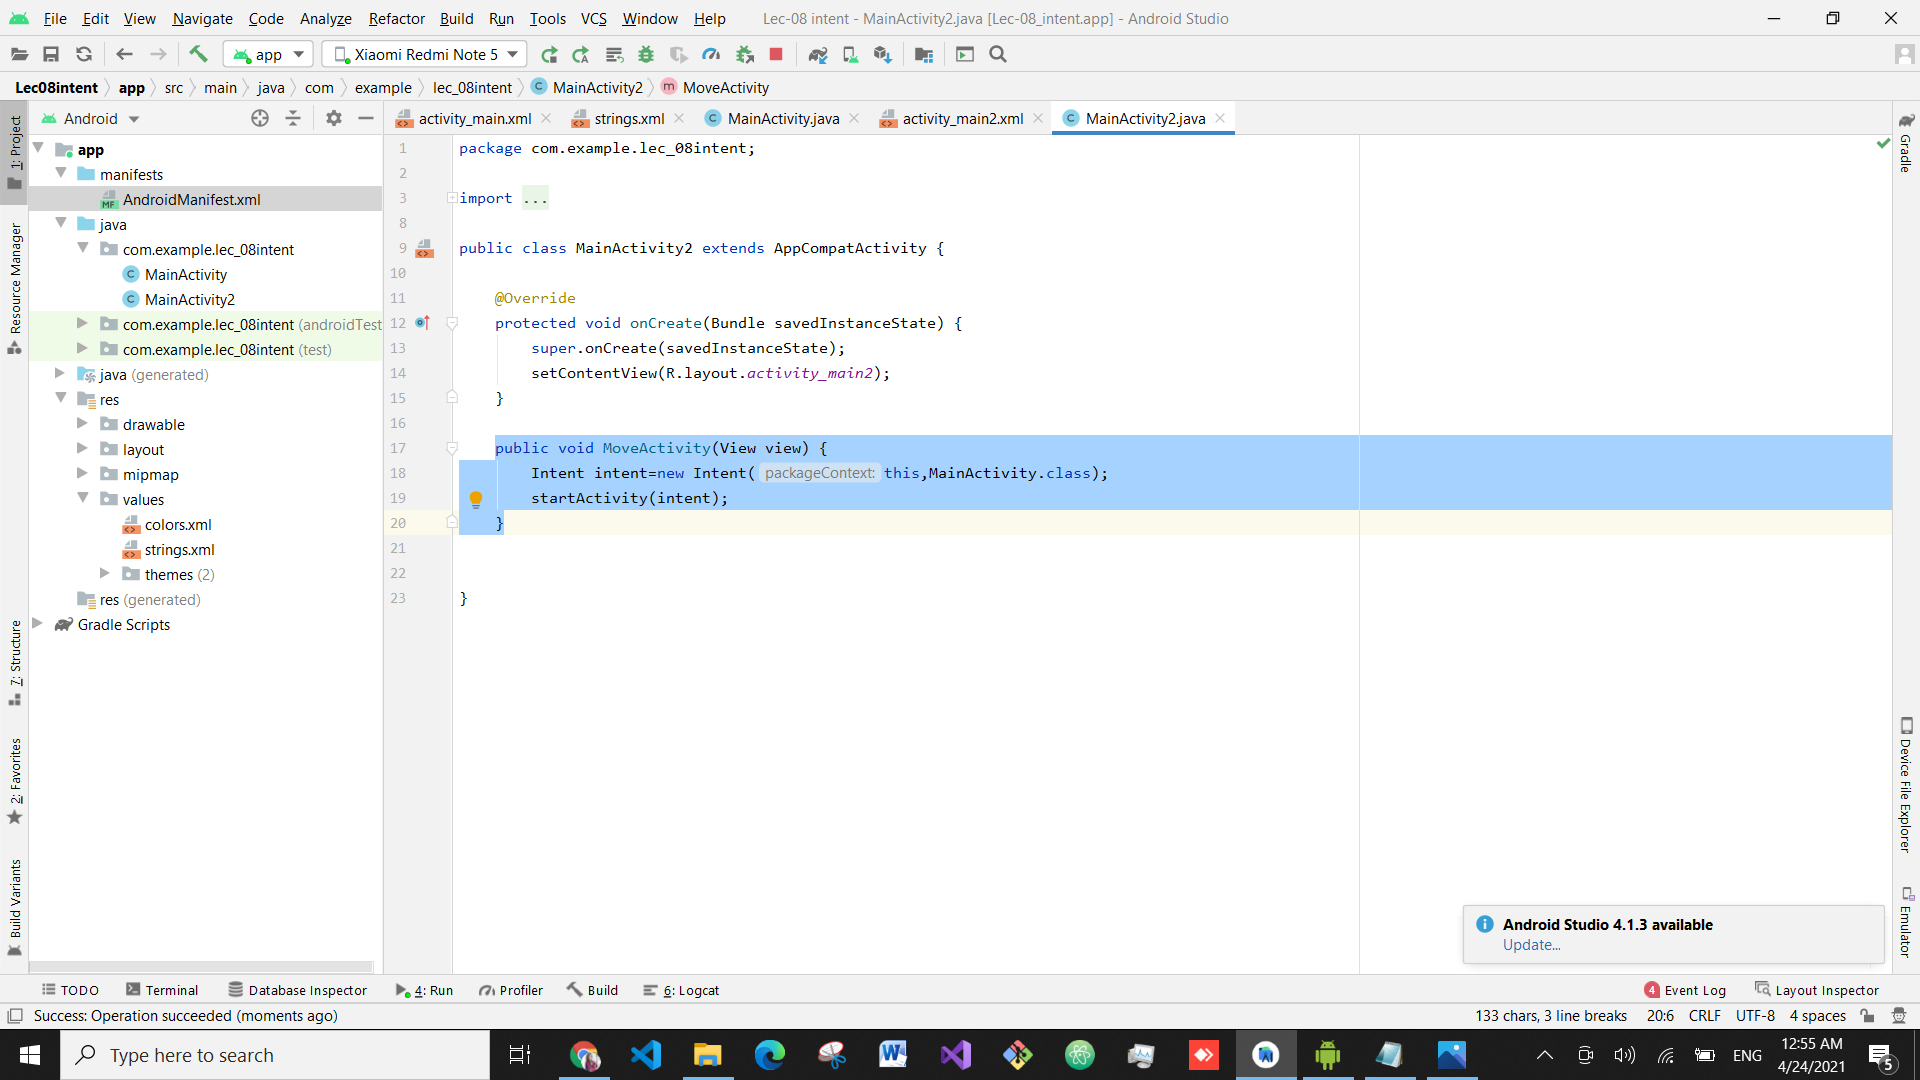 File Edit View Navigate Code Analyze Refactor Build Run Tools VCS Window Help Lec-08 intent - MainActivity2.java [Lec-08_intent.app] - Android Studio
app Xiaomi Redmi Note 5
Lec08intent app src main java com example lec_08intent MainActivity2 MoveActivity
Android
activity_main.xml strings.xml MainActivity.java activity_main2.xml MainActivity2.java
1: Project
Resource Manager
7: Structure
2: Favorites
Build Variants
app
manifests
AndroidManifest.xml
java
com.example.lec_08intent
MainActivity
MainActivity2
com.example.lec_08intent (androidTest
com.example.lec_08intent (test)
java (generated)
res
drawable
layout
mipmap
values
colors.xml
strings.xml
themes (2)
res (generated)
Gradle Scripts
1 package com.example.lec_08intent;
2
3 import ...
8
9 public class MainActivity2 extends AppCompatActivity {
10
11 @Override
12 protected void onCreate(Bundle savedInstanceState) {
13 super.onCreate(savedInstanceState);
14 setContentView(R.layout.activity_main2);
15 }
16
17 public void MoveActivity(View view) {
18 Intent intent=new Intent( packageContext: this,MainActivity.class);
19 startActivity(intent);
20 }
21
22
23 }
Gradle
Device File Explorer
Emulator
Android Studio 4.1.3 available
Update...
TODO Terminal Database Inspector 4: Run Profiler Build 6: Logcat 4 Event Log Layout Inspector
Success: Operation succeeded (moments ago) 133 chars, 3 line breaks 20:6 CRLF UTF-8 4 spaces
Type here to search ENG 12:55 AM
4/24/2021 5